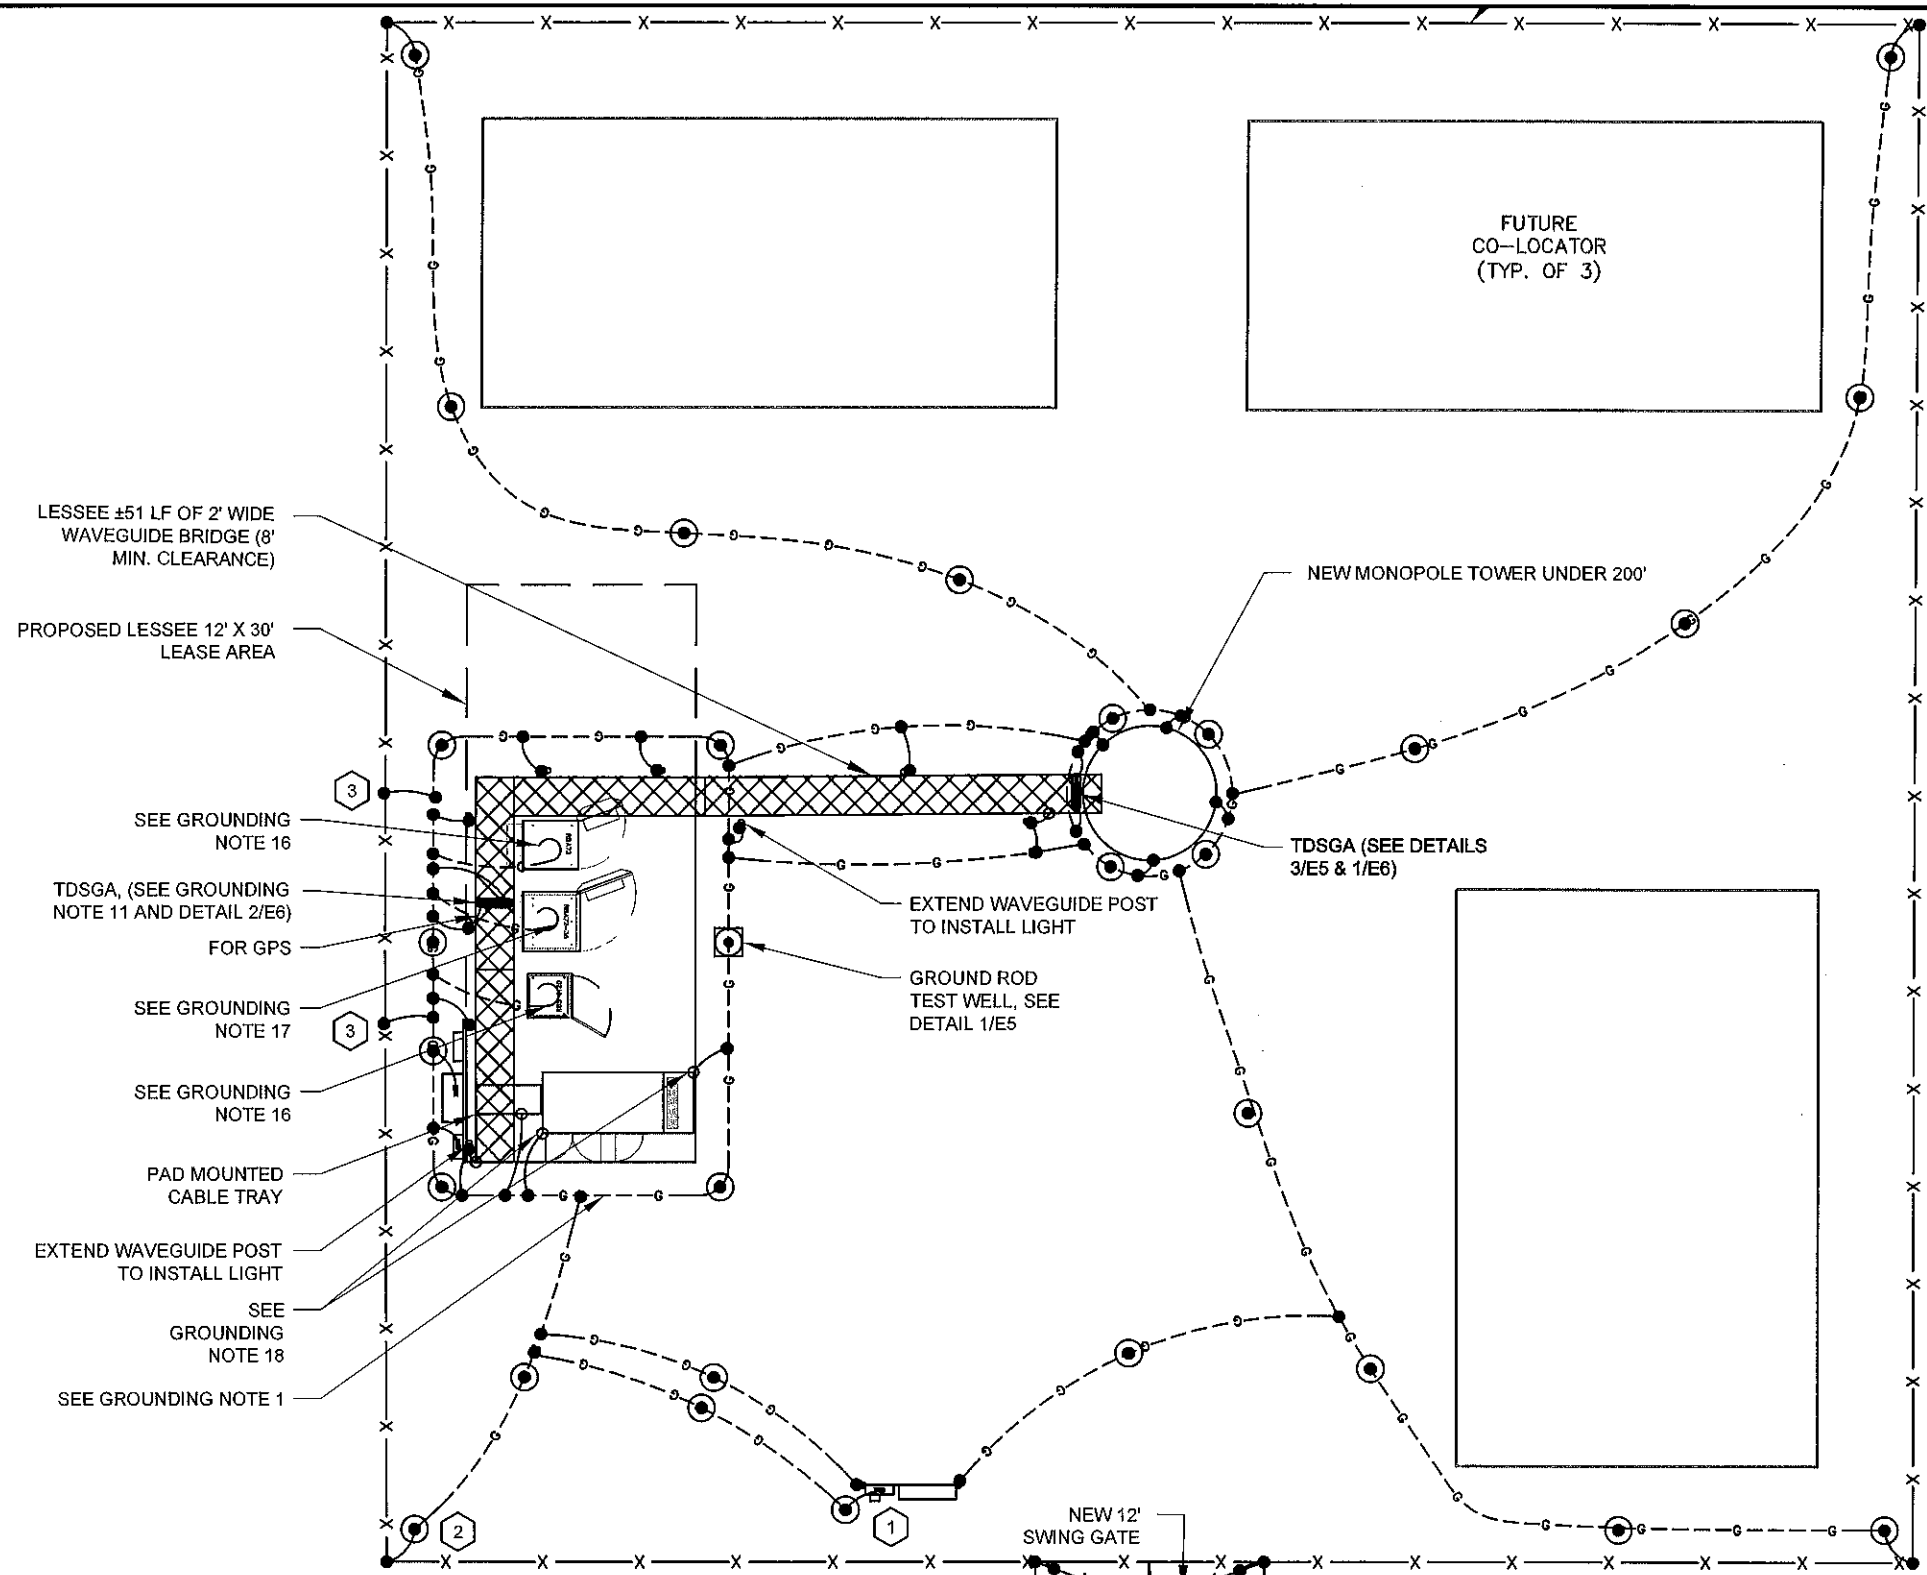 FUTURE
CO-LOCATOR
(TYP. OF 3)
LESSEE ±51 LF OF 2' WIDE
WAVEGUIDE BRIDGE (8'
MIN. CLEARANCE)
NEW MONOPOLE TOWER UNDER 200'
PROPOSED LESSEE 12' X 30'
LEASE AREA
3
SEE GROUNDING
NOTE 16
TDSGA (SEE DETAILS
3/E5 & 1/E6)
TDSGA, (SEE GROUNDING
NOTE 11 AND DETAIL 2/E6)
EXTEND WAVEGUIDE POST
TO INSTALL LIGHT
FOR GPS
GROUND ROD
TEST WELL, SEE
DETAIL 1/E5
SEE GROUNDING
NOTE 17
3
SEE GROUNDING
NOTE 16
PAD MOUNTED
CABLE TRAY
EXTEND WAVEGUIDE POST
TO INSTALL LIGHT
SEE
GROUNDING
NOTE 18
SEE GROUNDING NOTE 1
2
1
NEW 12'
SWING GATE